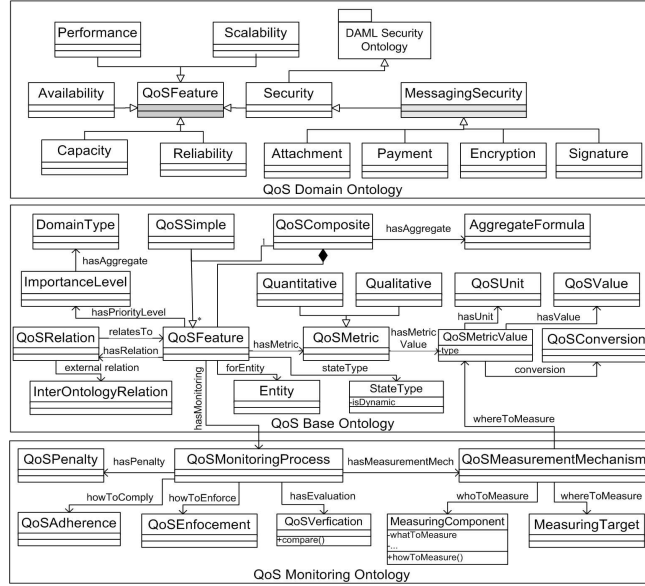 Performance
Scalability
DAML Security
Ontology
Availability
QoSFeature
Security
MessagingSecurity
Capacity
Reliability
Attachment
Payment
Encryption
Signature
QoS Domain Ontology
DomainType
QoSSimple
QoSComposite
hasAggregate
AggregateFormula
hasAggregate
ImportanceLevel
Quantitative
Qualitative
QoSUnit
QoSValue
hasPriorityLevel
*
hasUnit
hasValue
QoSRelation
relatesTo
QoSFeature
hasMetric
QoSMetric
hasMetric
Value
QoSMetricValue
-type
QoSConversion
hasRelation
external relation
forEntity
stateType
conversion
InterOntologyRelation
hasMonitoring
Entity
StateType
-isDynamic
whereToMeasure
QoS Base Ontology
QoSPenalty
hasPenalty
QoSMonitoringProcess
hasMeasurementMech
QoSMeasurementMechanism
howToComply
howToEnforce
hasEvaluation
whoToMeasure
whereToMeasure
QoSAdherence
QoSEnfocement
QoSVerfication
+compare()
MeasuringComponent
-whatToMeasure
-...
+howToMeasure()
MeasuringTarget
QoS Monitoring Ontology